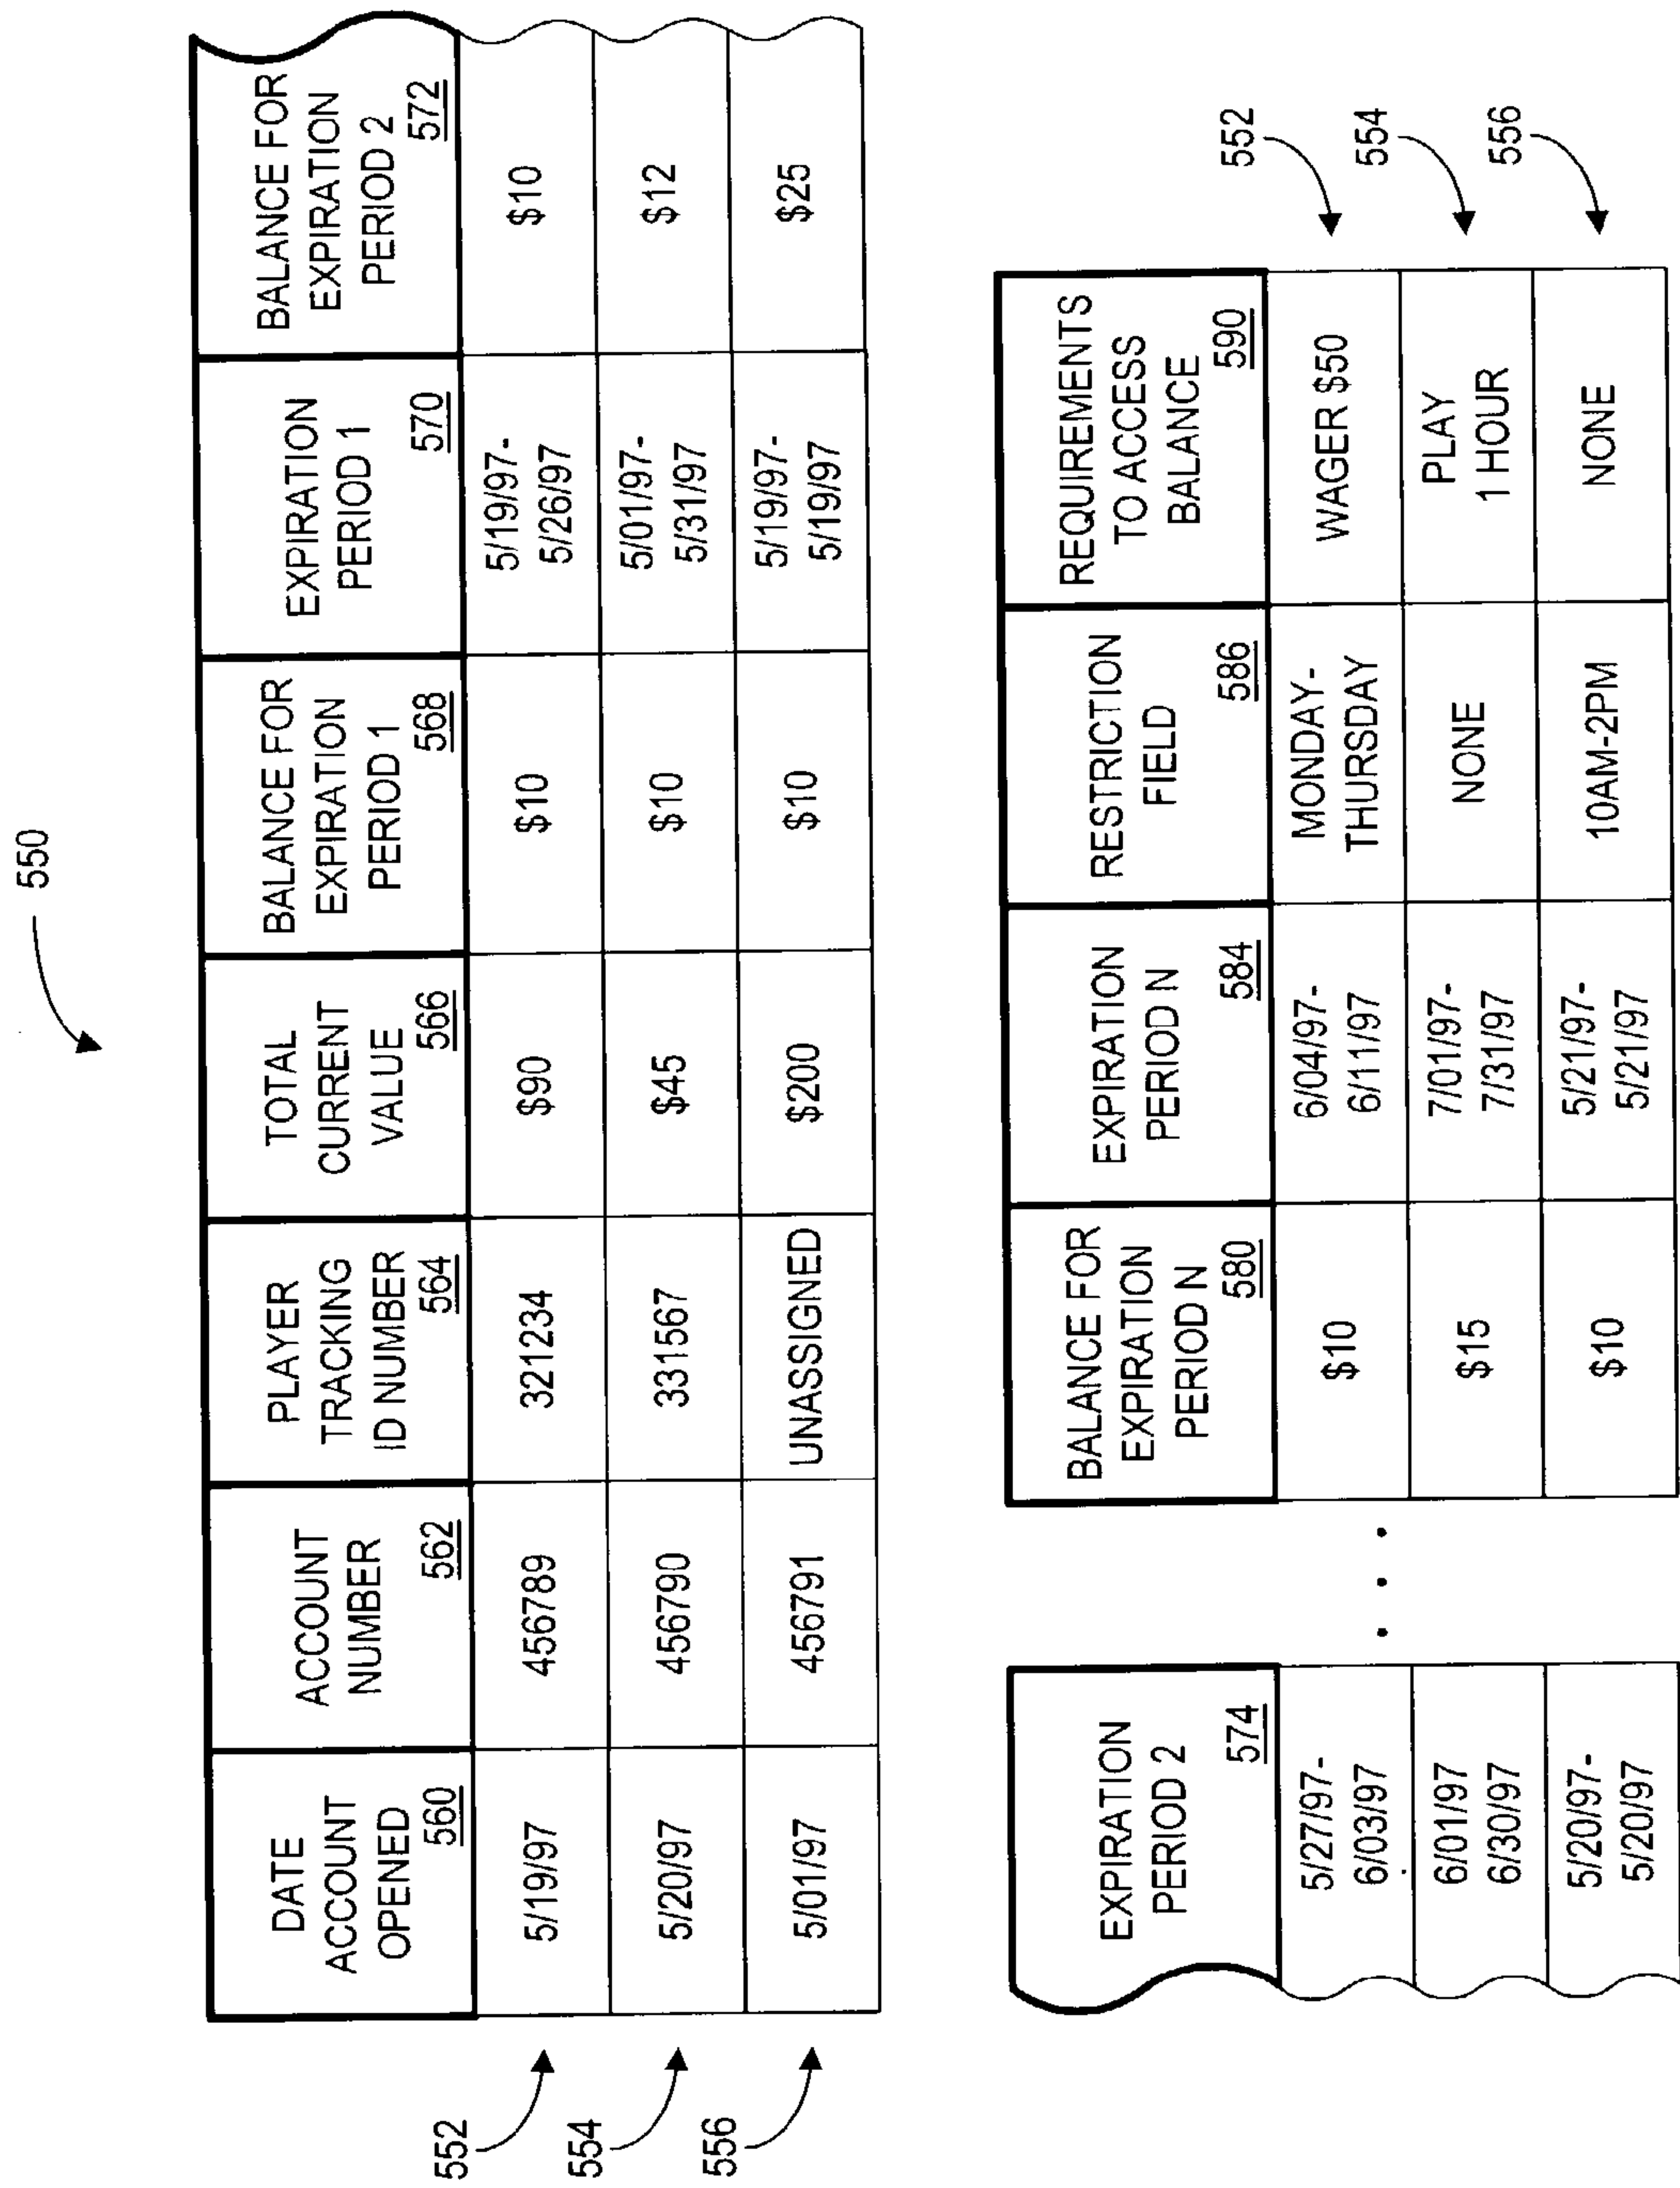 550
DATE
ACCOUNT
OPENED
560
ACCOUNT
NUMBER
562
PLAYER
TRACKING
ID NUMBER
564
TOTAL
CURRENT
VALUE
566
BALANCE FOR
EXPIRATION
PERIOD 1
568
EXPIRATION
PERIOD 1
570
BALANCE FOR
EXPIRATION
PERIOD 2
572
552
5/19/97
456789
321234
$90
$10
5/19/97-
5/26/97
$10
554
5/20/97
456790
331567
$45
$10
5/01/97-
5/31/97
$12
556
5/01/97
456791
UNASSIGNED
$200
$10
5/19/97-
5/19/97
$25
EXPIRATION
PERIOD 2
574
BALANCE FOR
EXPIRATION
PERIOD N
580
EXPIRATION
PERIOD N
584
RESTRICTION
FIELD
586
REQUIREMENTS
TO ACCESS
BALANCE
590
5/27/97-
6/03/97
. . .
$10
6/04/97-
6/11/97
MONDAY-
THURSDAY
WAGER $50
552
6/01/97
6/30/97
$15
7/01/97-
7/31/97
NONE
PLAY
1 HOUR
554
5/20/97-
5/20/97
$10
5/21/97-
5/21/97
10AM-2PM
NONE
556